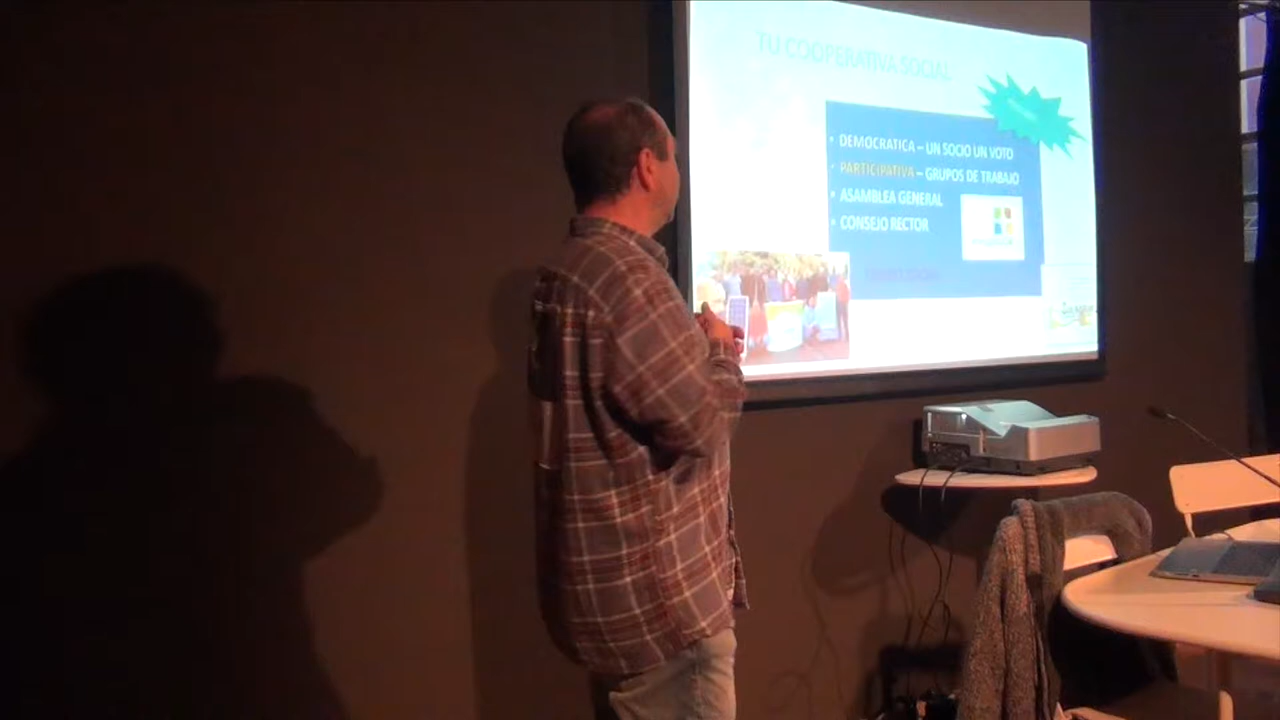 TU COOPERATIVA SOCIAL
• DEMOCRATICA – UN SOCIO UN VOTO
• PARTICIPATIVA – GRUPOS DE TRABAJO
• ASAMBLEA GENERAL
• CONSEJO RECTOR